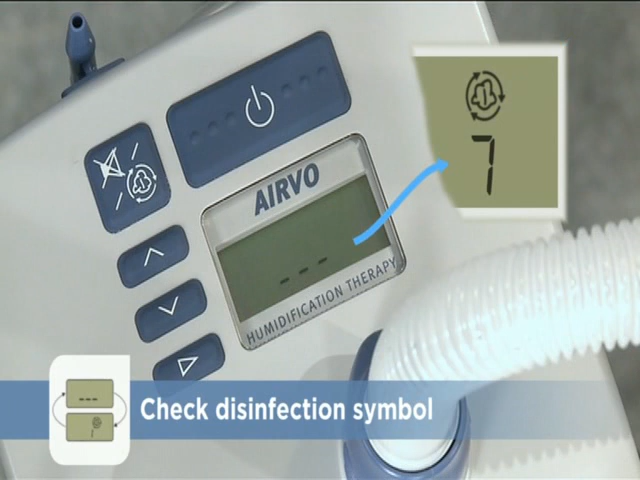 7
AIRVO
- - -
HUMIDIFICATION THERAPY
Check disinfection symbol